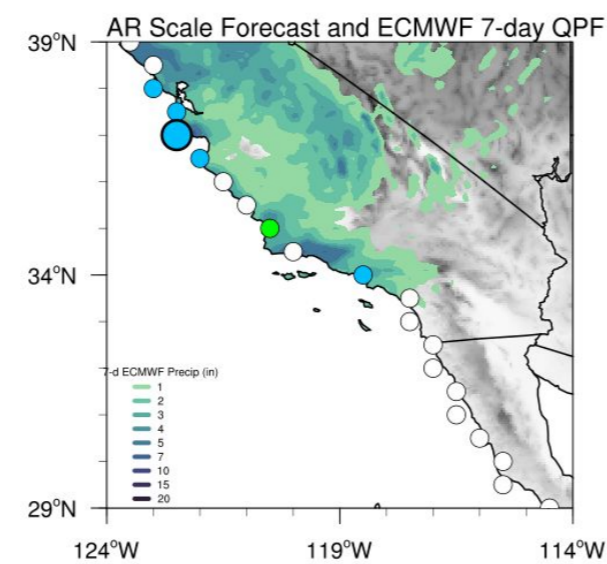 AR Scale Forecast and ECMWF 7-day QPF
39°N
34°N
29°N
7-d ECMWF Precip (in)
1
2
3
4
5
7
10
15
20
124°W
119°W
114°W